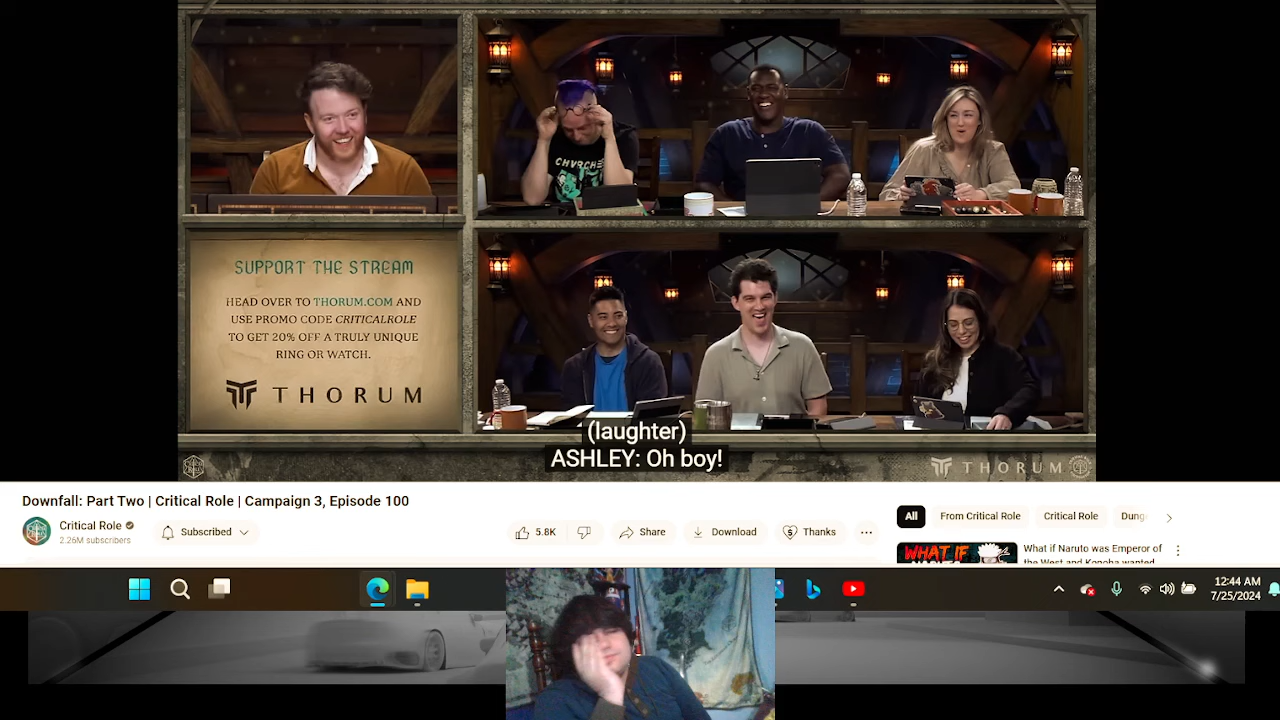 CHVRCHES
SUPPORT THE STREAM
HEAD OVER TO THORUM.COM AND
USE PROMO CODE CRITICALROLE
TO GET 20% OFF A TRULY UNIQUE
RING OR WATCH.
THORUM
(laughter)
ASHLEY: Oh boy!
THORUM
Downfall: Part Two | Critical Role | Campaign 3, Episode 100
Critical Role
2.26M subscribers
Subscribed
5.8K
Share
Download
Thanks
All
From Critical Role
Critical Role
Dung
WHAT IF
What if Naruto was Emperor of
the West and Konoha wanted
12:44 AM
7/25/2024